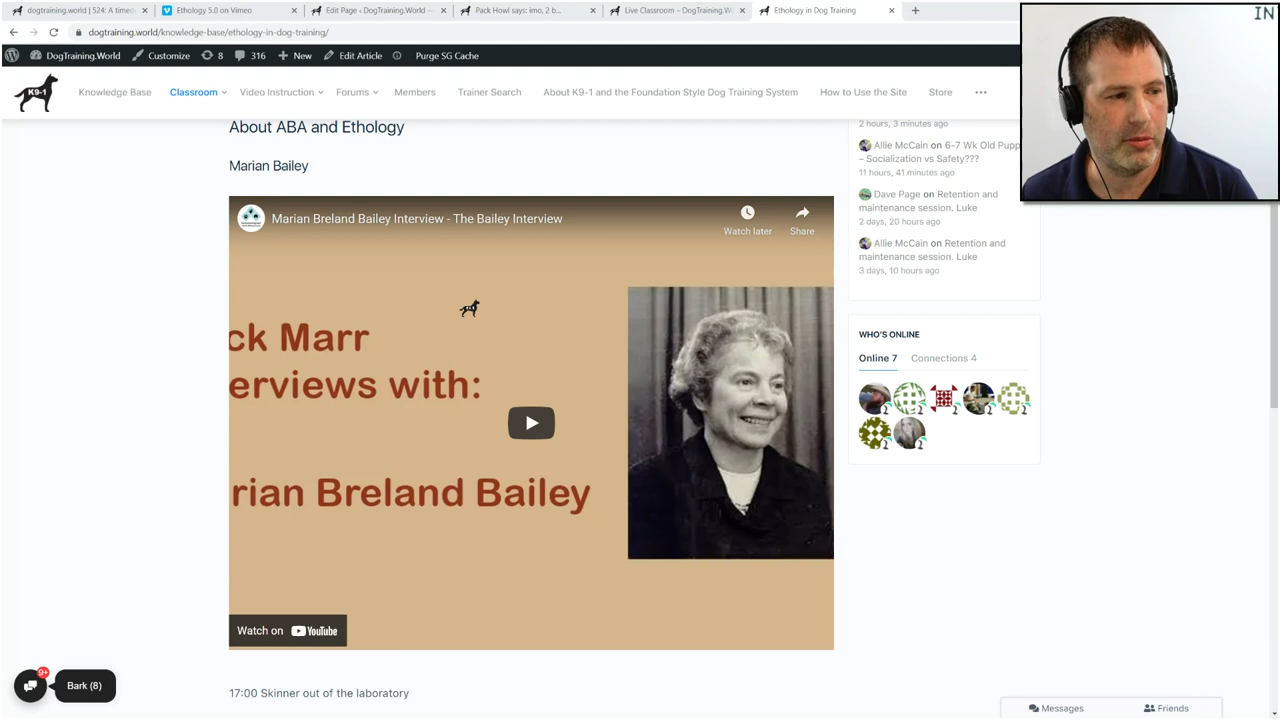 dogtraining.world | 524: A timeo
Ethology 5.0 on Vimeo
Edit Page ‹ DogTraining.World —
Pack Howl says: imo, 2 b...
Live Classroom – DogTraining.W
Ethology in Dog Training
dogtraining.world/knowledge-base/ethology-in-dog-training/
DogTraining.World Customize 8 316 New Edit Article Purge SG Cache
K9-1
Knowledge Base Classroom Video Instruction Forums Members Trainer Search About K9-1 and the Foundation Style Dog Training System How to Use the Site Store
IN
About ABA and Ethology
Marian Bailey
Marian Breland Bailey Interview - The Bailey Interview
Watch later
Share
ck Marr
erviews with:
rian Breland Bailey
Watch on YouTube
17:00 Skinner out of the laboratory
2 hours, 3 minutes ago
Allie McCain on 6-7 Wk Old Pupp
– Socialization vs Safety???
11 hours, 41 minutes ago
Dave Page on Retention and
maintenance session. Luke
2 days, 20 hours ago
Allie McCain on Retention and
maintenance session. Luke
3 days, 10 hours ago
WHO'S ONLINE
Online 7 Connections 4
9+
Bark (8)
Messages Friends